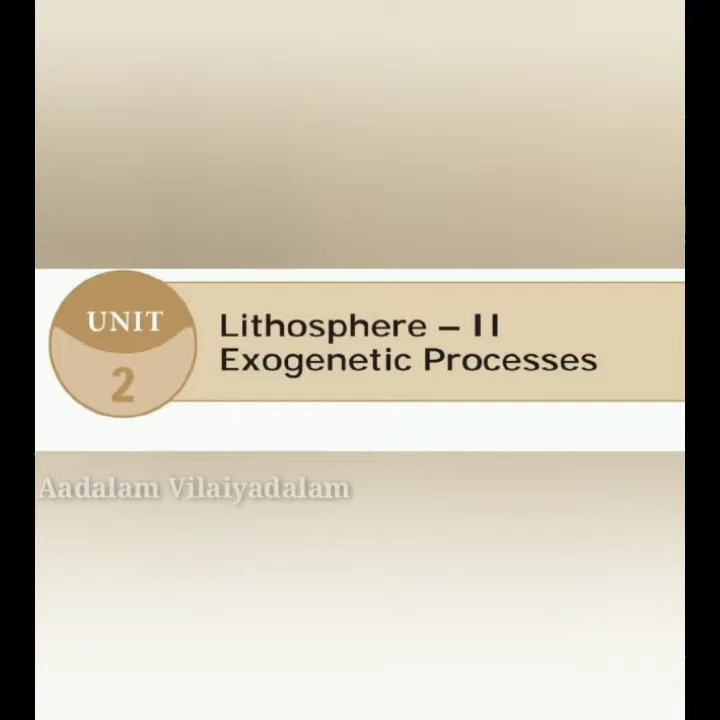 UNIT
2
Lithosphere – II
Exogenetic Processes
Aadalam Vilaiyadalam